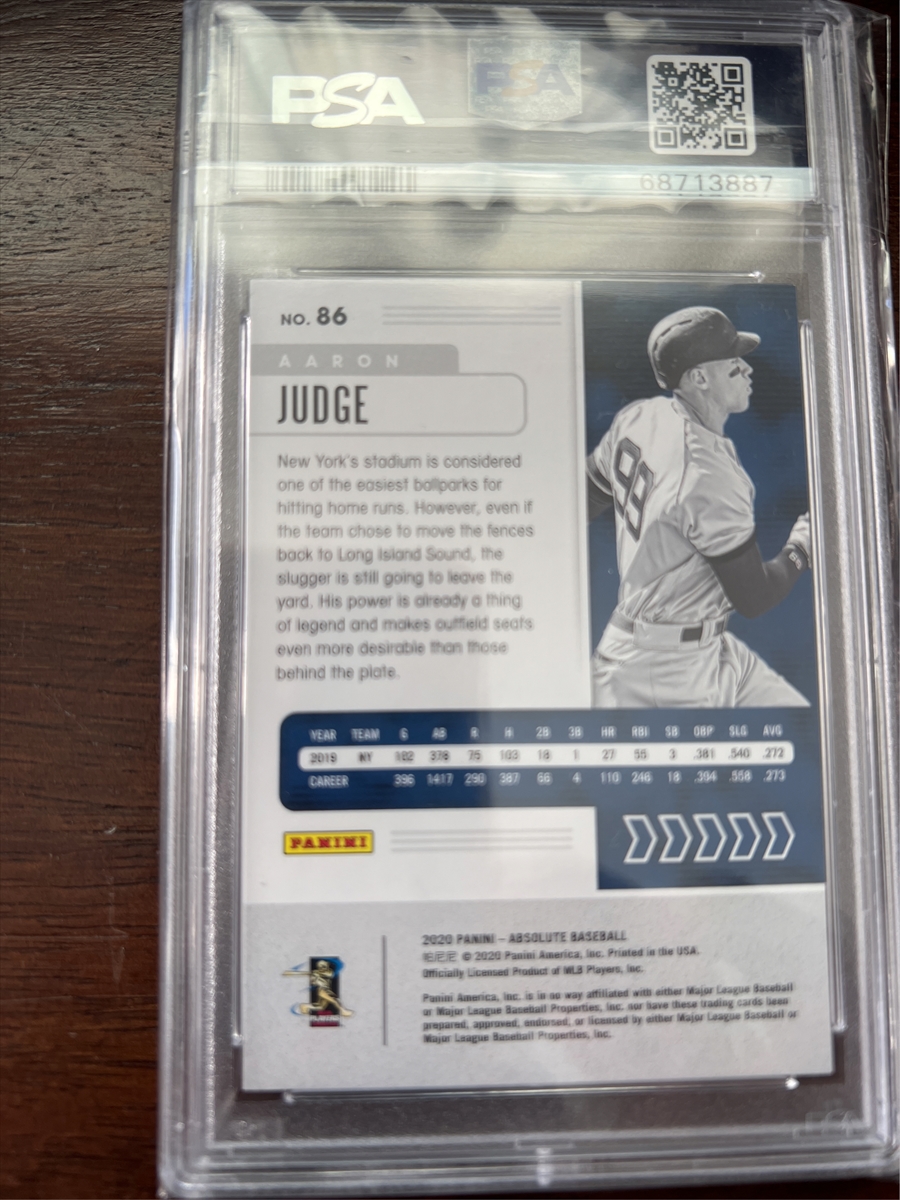 PSA
PSA
68713887
NO. 86
AARON
JUDGE
New York's stadium is considered
one of the easiest ballparks for
hitting home runs. However, even if
the team chose to move the fences
back to Long Island Sound, the
slugger is still going to leave the
yard. His power is already a thing
of legend and makes outfield seats
even more desirable than those
behind the plate.
YEAR TEAM G AB R H 2B 3B HR RBI SB OBP SLG AVG
2019 NY 102 378 75 103 18 1 27 55 3 .381 .540 .272
CAREER 396 1417 290 387 66 4 110 246 18 .394 .558 .273
PANINI
2020 PANINI – ABSOLUTE BASEBALL
© 2020 Panini America, Inc. Printed in the USA.
Officially Licensed Product of MLB Players, Inc.
Panini America, Inc. is in no way affiliated with either Major League Baseball
or Major League Baseball Properties, Inc. nor have these trading cards been
prepared, approved, endorsed, or licensed by either Major League Baseball or
Major League Baseball Properties, Inc.